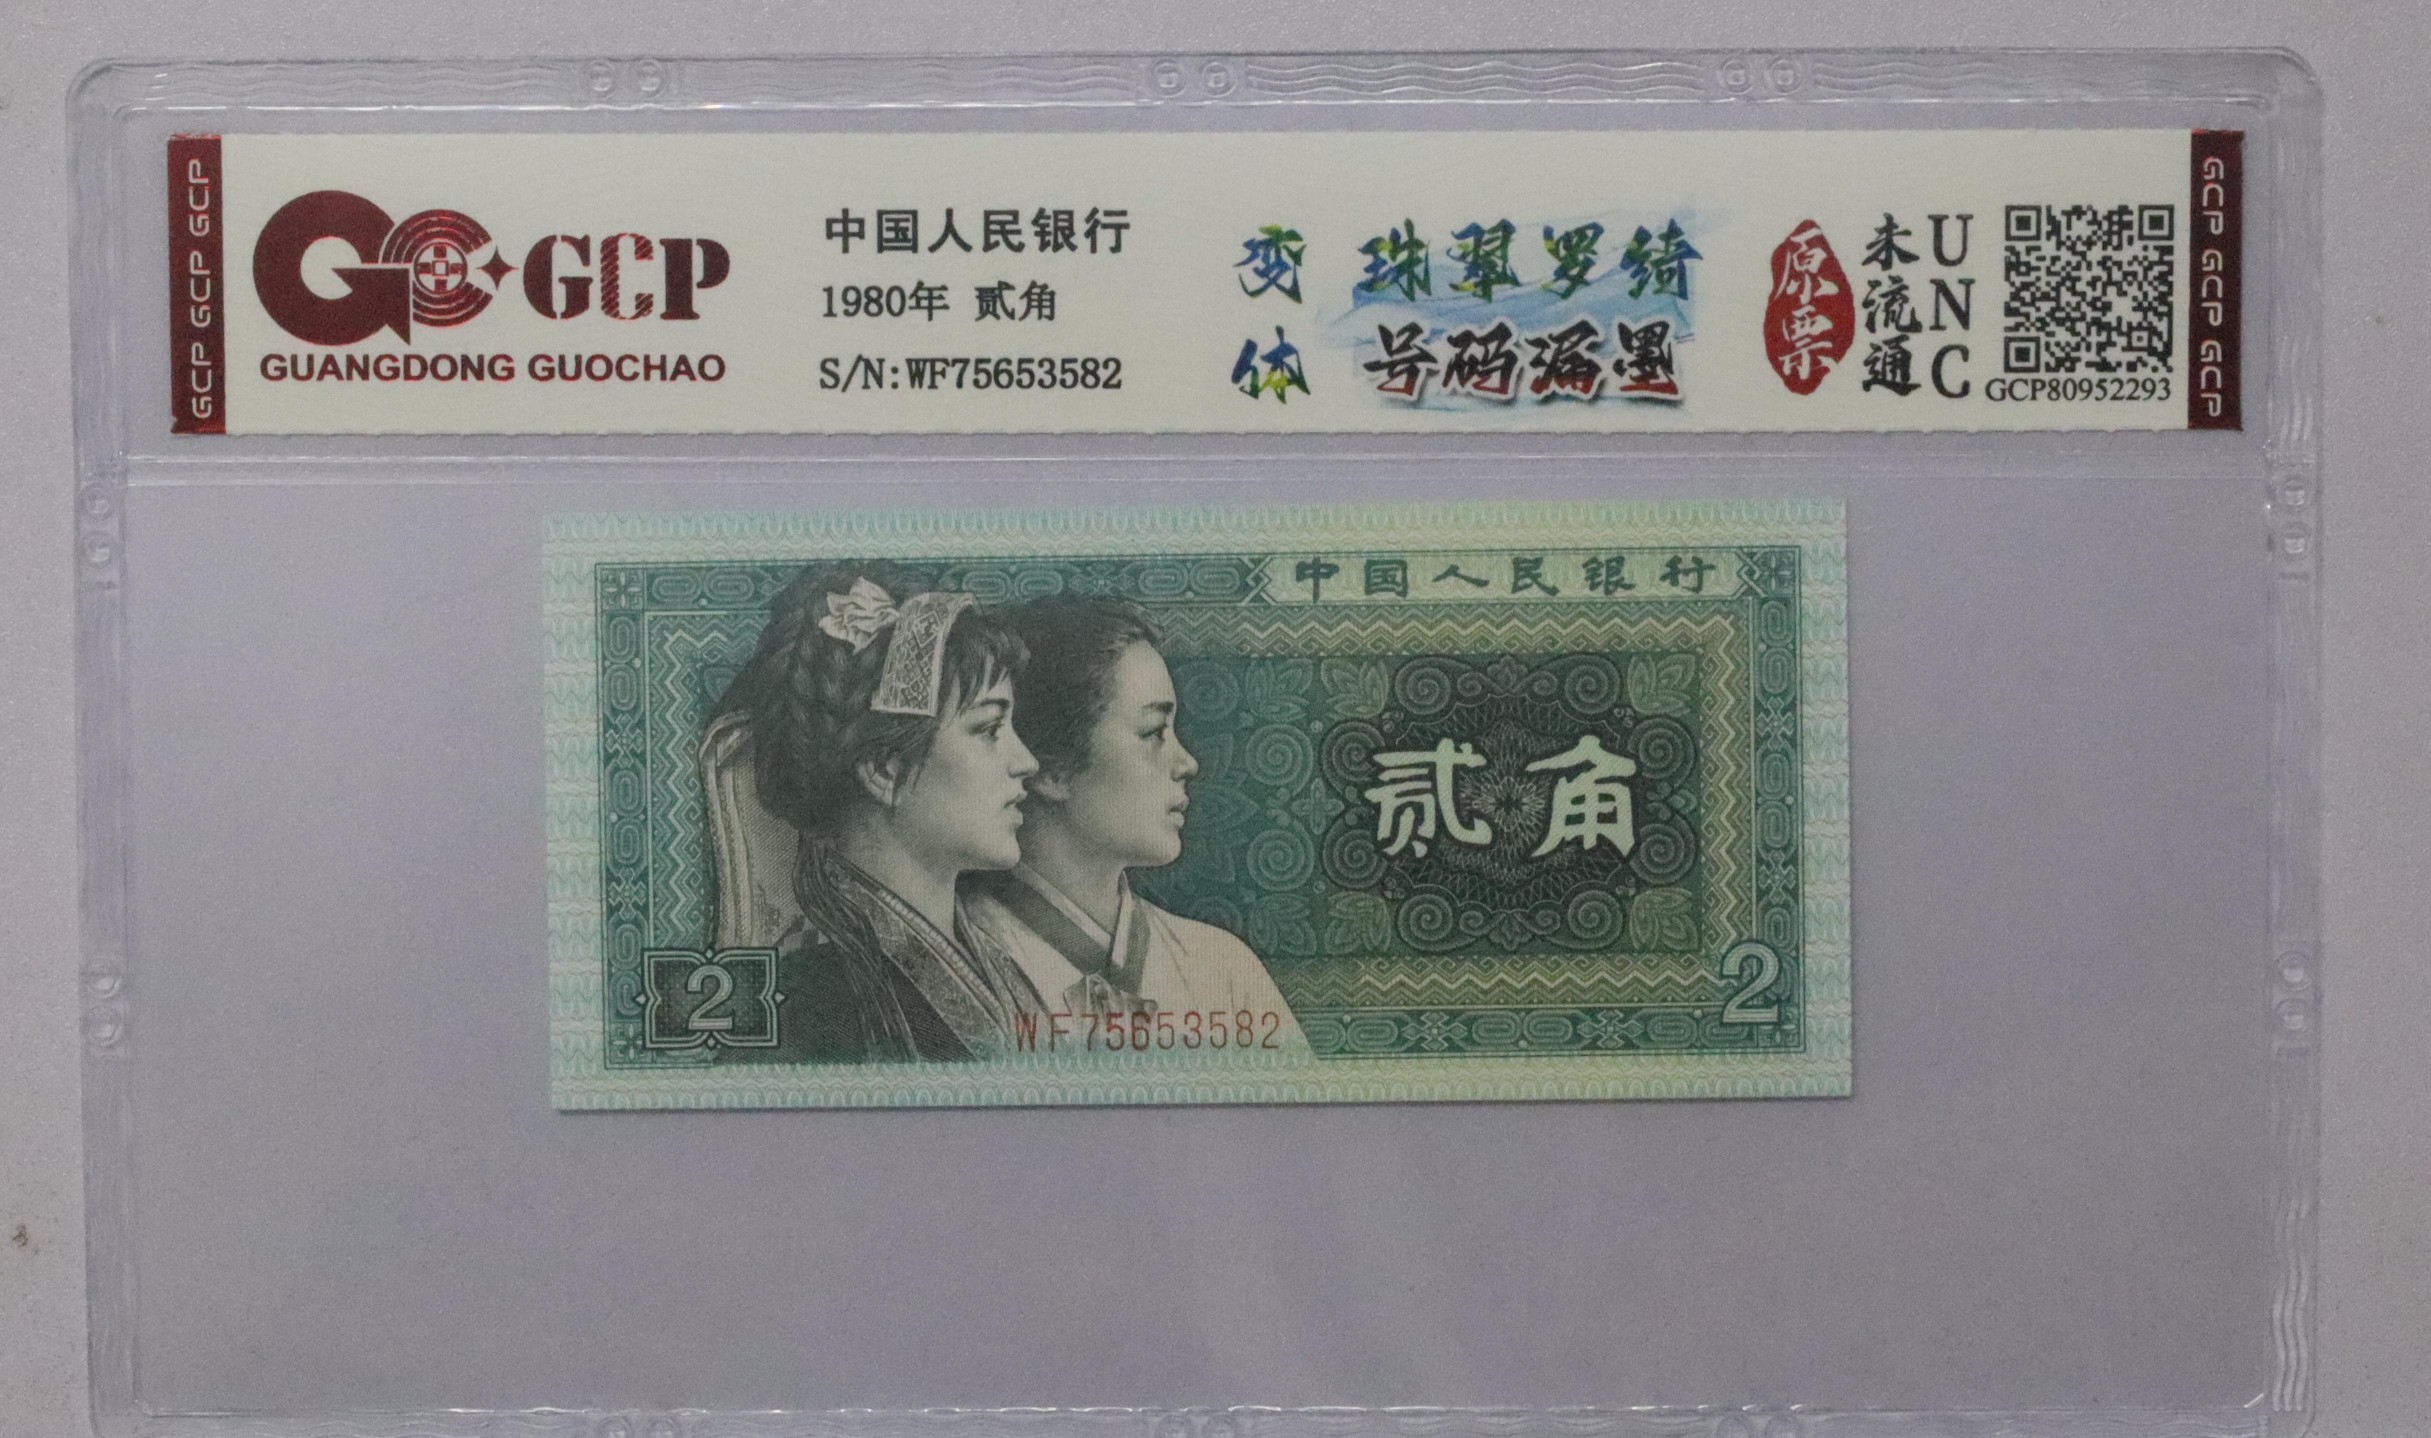 GCP GCP GCP
GCP
GUANGDONG GUOCHAO
中国人民银行
1980年 贰角
S/N:WF75653582
变体
珠翠罗绮
号码漏墨
原票
未流通
UNC
GCP80952293
GCP GCP GCP
中国人民银行
贰角
2
2
WF75653582